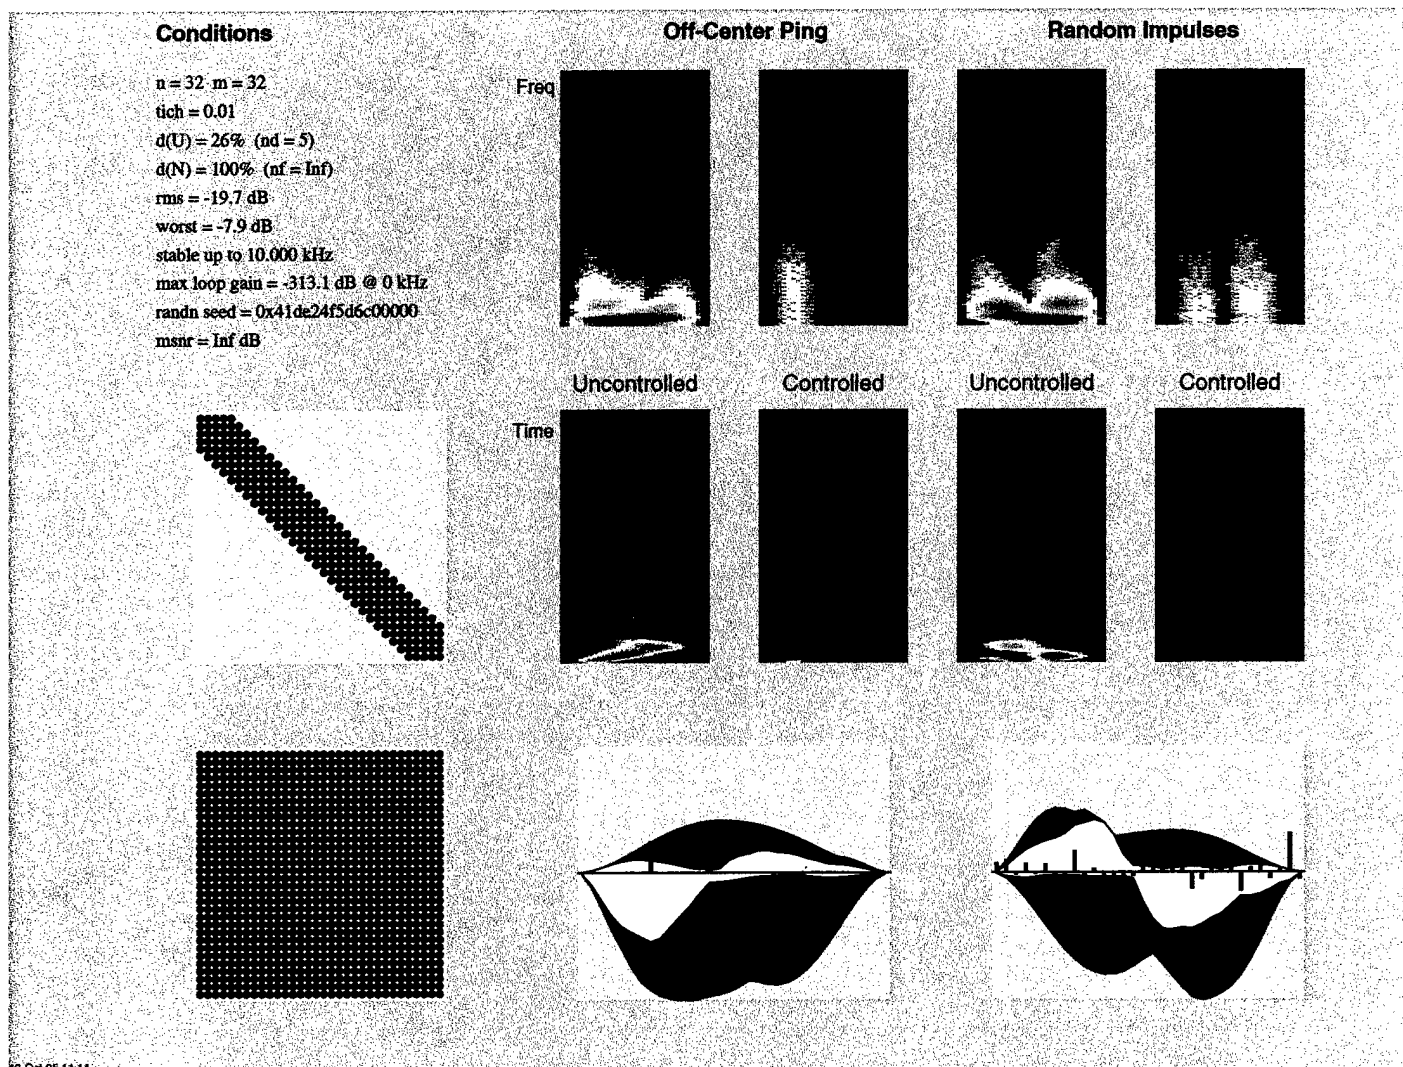 Conditions
Off-Center Ping
Random Impulses
n = 32 m = 32
tich = 0.01
d(U) = 26% (nd = 5)
d(N) = 100% (nf = Inf)
rms = -19.7 dB
worst = -7.9 dB
stable up to 10.000 kHz
max loop gain = -313.1 dB @ 0 kHz
randn seed = 0x41de24f5d6c00000
msnr = Inf dB
Freq
Uncontrolled
Controlled
Uncontrolled
Controlled
Time